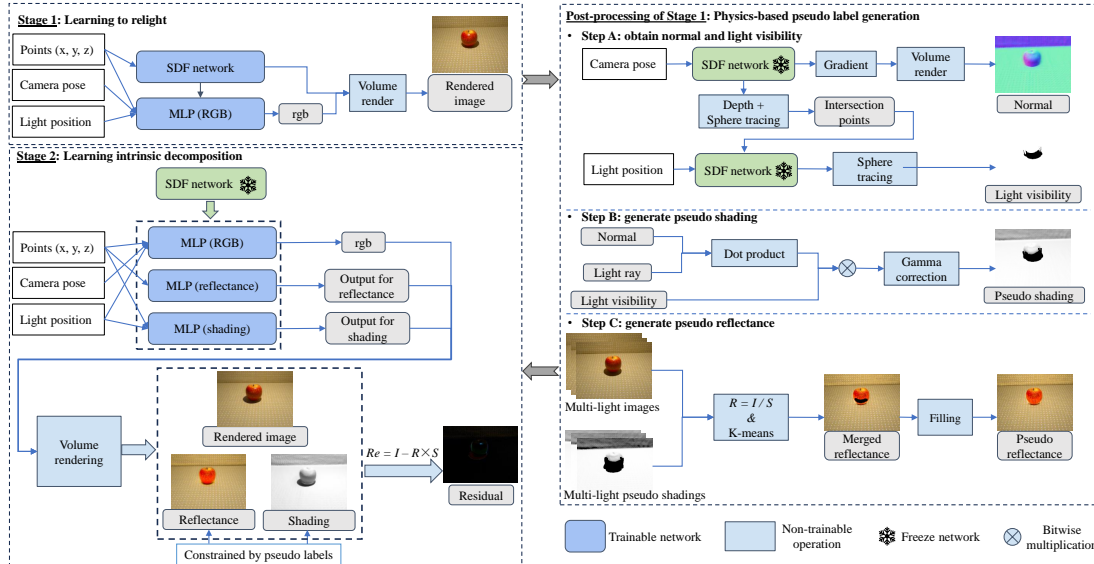 Stage 1: Learning to relight
Points (x, y, z)
Camera pose
Light position
SDF network
MLP (RGB)
rgb
Volume
render
Rendered
image
Stage 2: Learning intrinsic decomposition
SDF network
Points (x, y, z)
Camera pose
Light position
MLP (RGB)
MLP (reflectance)
MLP (shading)
rgb
Output for
reflectance
Output for
shading
Volume
rendering
Rendered image
Reflectance
Shading
Constrained by pseudo labels
Re = I – R × S
Residual
Post-processing of Stage 1: Physics-based pseudo label generation
• Step A: obtain normal and light visibility
Camera pose
SDF network
Gradient
Volume
render
Normal
Depth +
Sphere tracing
Intersection
points
Light position
SDF network
Sphere
tracing
Light visibility
• Step B: generate pseudo shading
Normal
Light ray
Light visibility
Dot product
Gamma
correction
Pseudo shading
• Step C: generate pseudo reflectance
Multi-light images
Multi-light pseudo shadings
R = I / S
&
K-means
Merged
reflectance
Filling
Pseudo
reflectance
Trainable network
Non-trainable
operation
Freeze network
Bitwise
multiplication